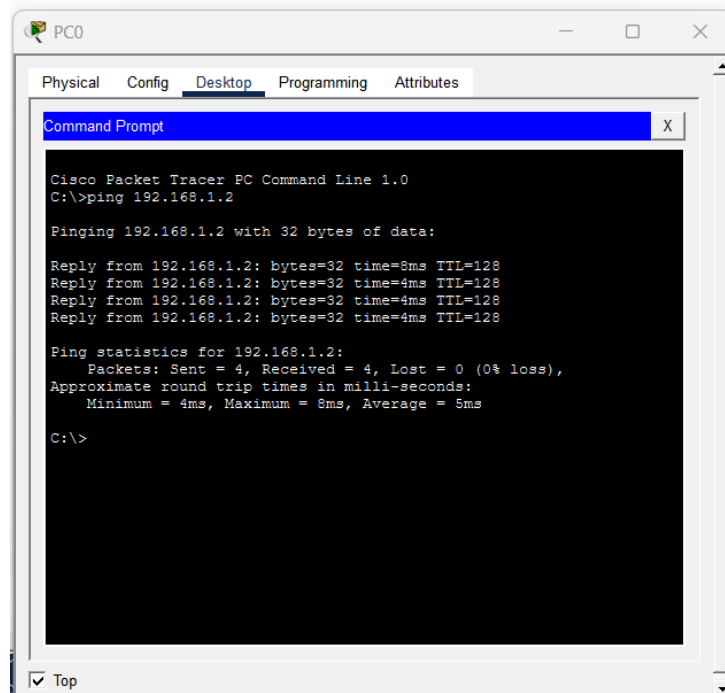 PC0
Physical Config Desktop Programming Attributes
Command Prompt
X
Cisco Packet Tracer PC Command Line 1.0
C:\>ping 192.168.1.2
Pinging 192.168.1.2 with 32 bytes of data:
Reply from 192.168.1.2: bytes=32 time=8ms TTL=128
Reply from 192.168.1.2: bytes=32 time=4ms TTL=128
Reply from 192.168.1.2: bytes=32 time=4ms TTL=128
Reply from 192.168.1.2: bytes=32 time=4ms TTL=128
Ping statistics for 192.168.1.2:
Packets: Sent = 4, Received = 4, Lost = 0 (0% loss),
Approximate round trip times in milli-seconds:
Minimum = 4ms, Maximum = 8ms, Average = 5ms
C:\>
Top